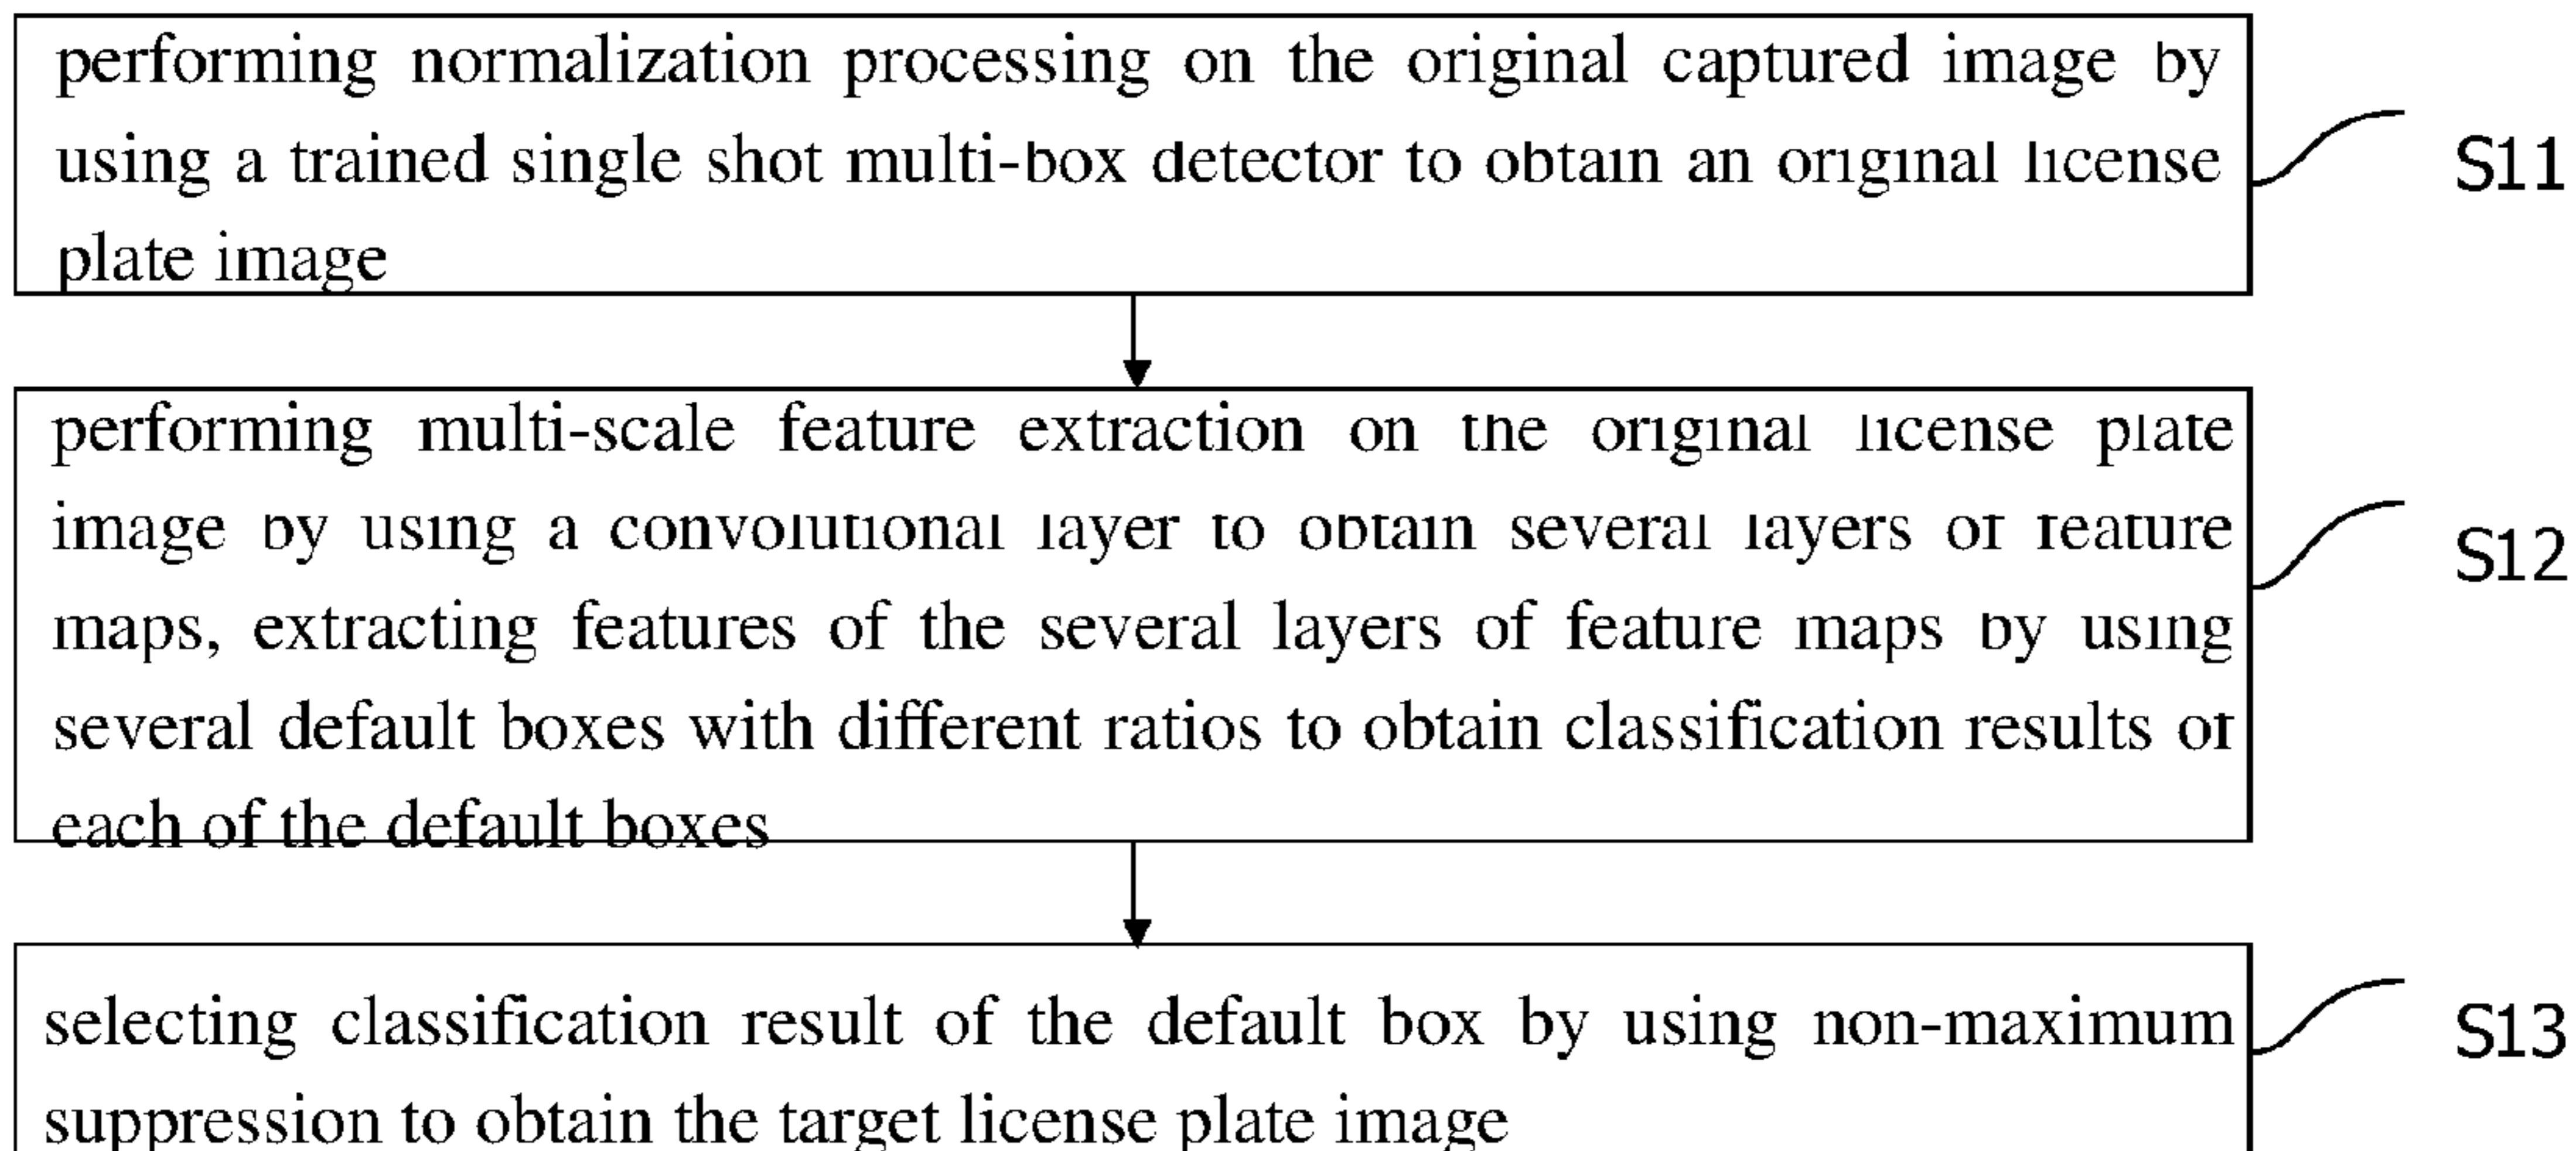 performing normalization processing on the original captured image by
using a trained single shot multi-box detector to obtain an original license
plate image
S11
performing multi-scale feature extraction on the original license plate
image by using a convolutional layer to obtain several layers of feature
maps, extracting features of the several layers of feature maps by using
several default boxes with different ratios to obtain classification results of
each of the default boxes
S12
selecting classification result of the default box by using non-maximum
suppression to obtain the target license plate image
S13